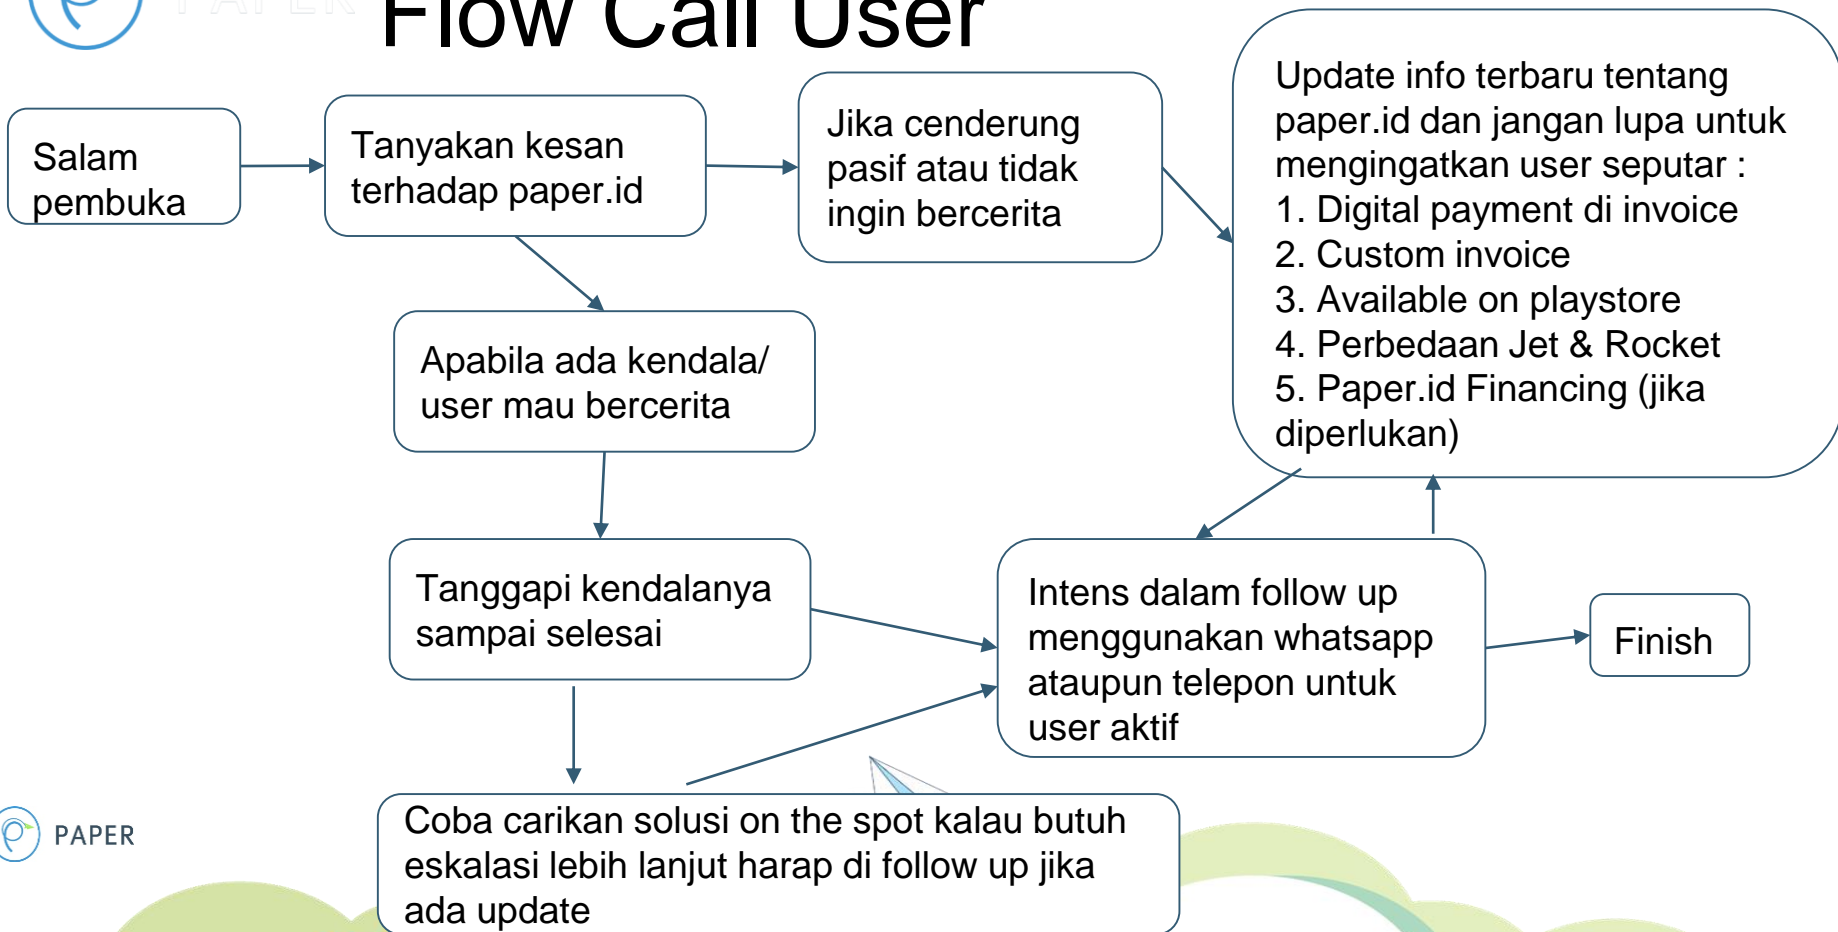 PAPER
Flow Call User
Salam
pembuka
Tanyakan kesan
terhadap paper.id
Jika cenderung
pasif atau tidak
ingin bercerita
Update info terbaru tentang
paper.id dan jangan lupa untuk
mengingatkan user seputar :
1. Digital payment di invoice
2. Custom invoice
3. Available on playstore
4. Perbedaan Jet & Rocket
5. Paper.id Financing (jika
diperlukan)
Apabila ada kendala/
user mau bercerita
Tanggapi kendalanya
sampai selesai
Intens dalam follow up
menggunakan whatsapp
ataupun telepon untuk
user aktif
Finish
Coba carikan solusi on the spot kalau butuh
eskalasi lebih lanjut harap di follow up jika
ada update
PAPER